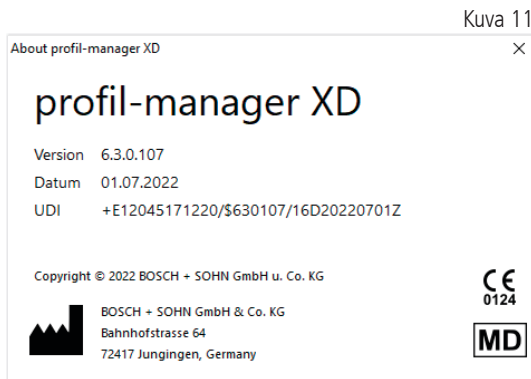 Kuva 11
About profil-manager XD
profil-manager XD
Version 6.3.0.107
Datum 01.07.2022
UDI +E12045171220/$630107/16D20220701Z
Copyright © 2022 BOSCH + SOHN GmbH u. Co. KG
BOSCH + SOHN GmbH & Co. KG
Bahnhofstrasse 64
72417 Jungingen, Germany
CE
0124
MD